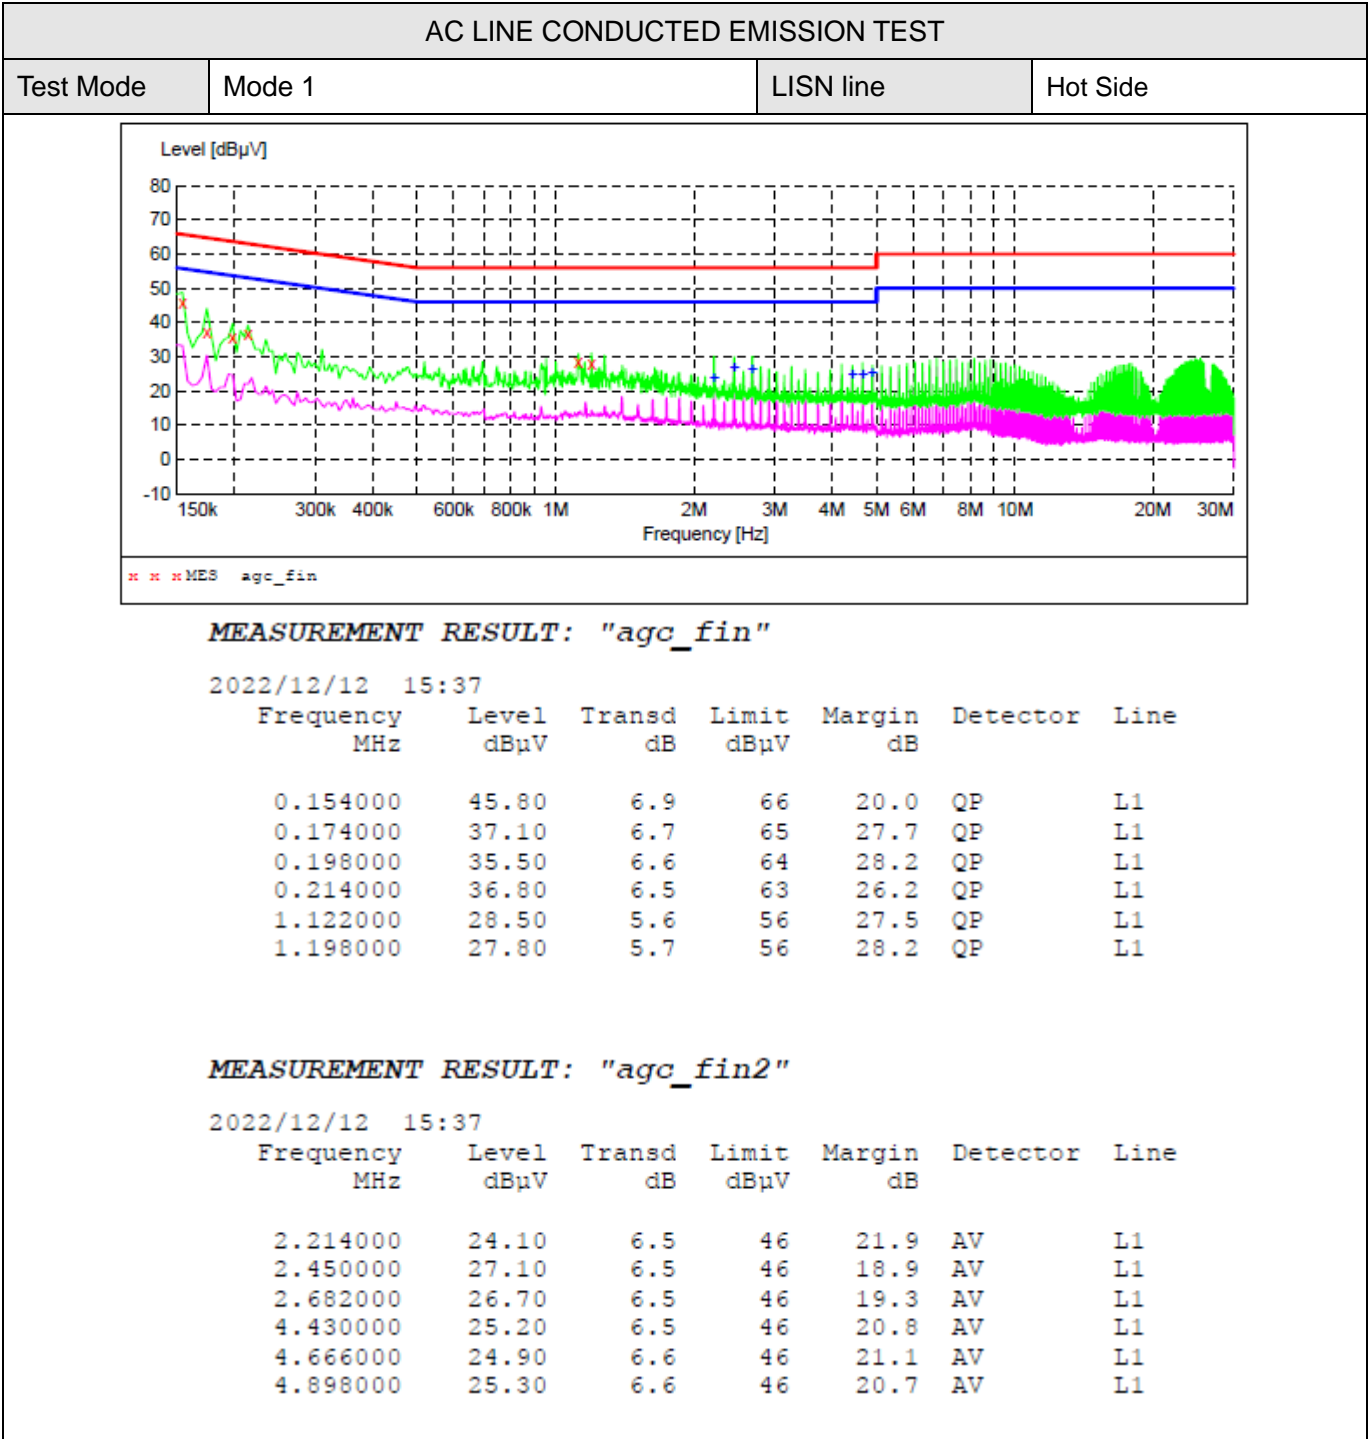 AC LINE CONDUCTED EMISSION TEST
Test Mode Mode 1 LISN line Hot Side
Level [dBµV]
80
70
60
50
40
30
20
10
0
-10
150k 300k 400k 600k 800k 1M 2M 3M 4M 5M 6M 8M 10M 20M 30M
Frequency [Hz]
x x x MES agc_fin
MEASUREMENT RESULT: "agc_fin"
2022/12/12 15:37
Frequency Level Transd Limit Margin Detector Line
MHz dBµV dB dBµV dB
0.154000 45.80 6.9 66 20.0 QP L1
0.174000 37.10 6.7 65 27.7 QP L1
0.198000 35.50 6.6 64 28.2 QP L1
0.214000 36.80 6.5 63 26.2 QP L1
1.122000 28.50 5.6 56 27.5 QP L1
1.198000 27.80 5.7 56 28.2 QP L1
MEASUREMENT RESULT: "agc_fin2"
2022/12/12 15:37
Frequency Level Transd Limit Margin Detector Line
MHz dBµV dB dBµV dB
2.214000 24.10 6.5 46 21.9 AV L1
2.450000 27.10 6.5 46 18.9 AV L1
2.682000 26.70 6.5 46 19.3 AV L1
4.430000 25.20 6.5 46 20.8 AV L1
4.666000 24.90 6.6 46 21.1 AV L1
4.898000 25.30 6.6 46 20.7 AV L1